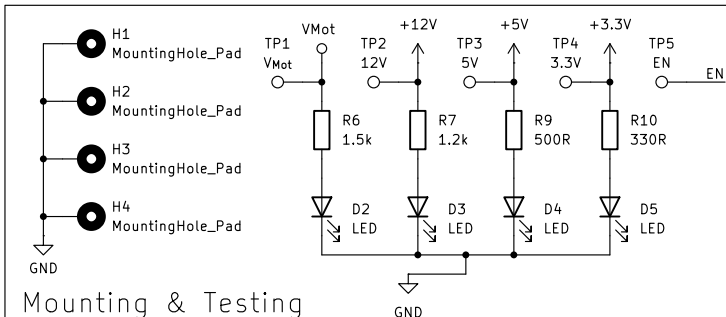 H1
MountingHole_Pad
H2
MountingHole_Pad
H3
MountingHole_Pad
H4
MountingHole_Pad
GND
VMot
TP1
VMot
+12V
TP2
12V
+5V
TP3
5V
+3.3V
TP4
3.3V
TP5
EN
EN
R6
1.5k
R7
1.2k
R9
500R
R10
330R
D2
LED
D3
LED
D4
LED
D5
LED
GND
Mounting & Testing